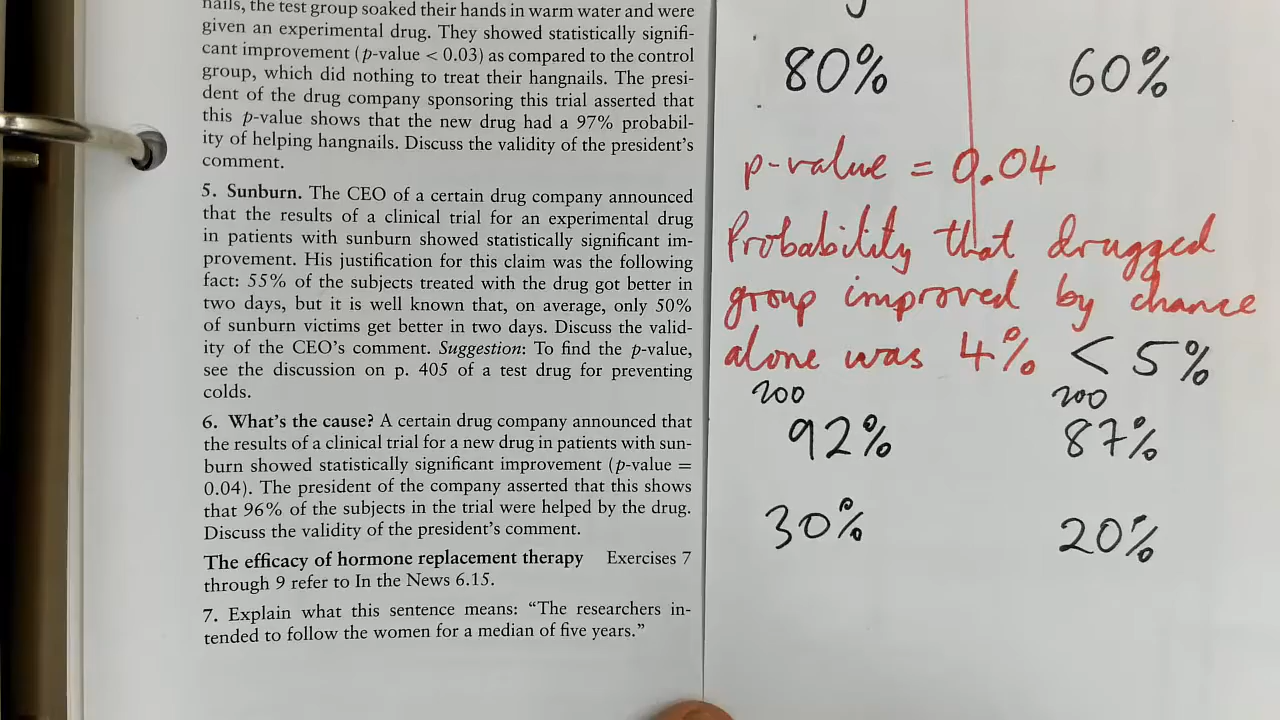 nails, the test group soaked their hands in warm water and were
given an experimental drug. They showed statistically signifi-
cant improvement (p-value < 0.03) as compared to the control
group, which did nothing to treat their hangnails. The presi-
dent of the drug company sponsoring this trial asserted that
this p-value shows that the new drug had a 97% probabil-
ity of helping hangnails. Discuss the validity of the president's
comment.
5. Sunburn. The CEO of a certain drug company announced
that the results of a clinical trial for an experimental drug
in patients with sunburn showed statistically significant im-
provement. His justification for this claim was the following
fact: 55% of the subjects treated with the drug got better in
two days, but it is well known that, on average, only 50%
of sunburn victims get better in two days. Discuss the valid-
ity of the CEO's comment. Suggestion: To find the p-value,
see the discussion on p. 405 of a test drug for preventing
colds.
6. What's the cause? A certain drug company announced that
the results of a clinical trial for a new drug in patients with sun-
burn showed statistically significant improvement (p-value =
0.04). The president of the company asserted that this shows
that 96% of the subjects in the trial were helped by the drug.
Discuss the validity of the president's comment.
The efficacy of hormone replacement therapy Exercises 7
through 9 refer to In the News 6.15.
7. Explain what this sentence means: “The researchers in-
tended to follow the women for a median of five years.”
80% 60%
p-value = 0.04
Probability that drugged
group improved by chance
alone was 4% < 5%
200 200
92% 87%
30% 20%